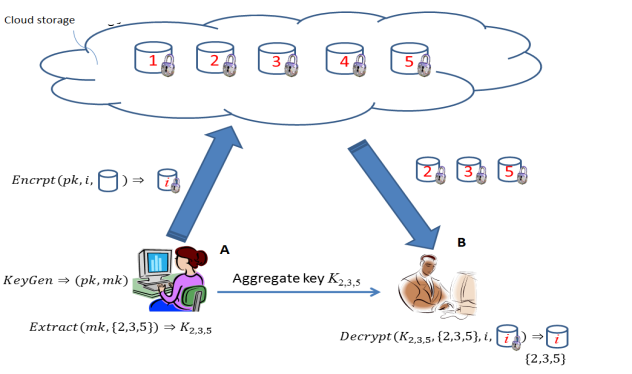 Cloud storage
1 2 3 4 5
Encrpt(pk, i, ) ⇒ i
2 3 5
A
B
KeyGen ⇒ (pk, mk)
Aggregate key K2,3,5
Extract(mk, {2,3,5}) ⇒ K2,3,5
Decrypt(K2,3,5, {2,3,5}, i, i ) ⇒ i
{2,3,5}